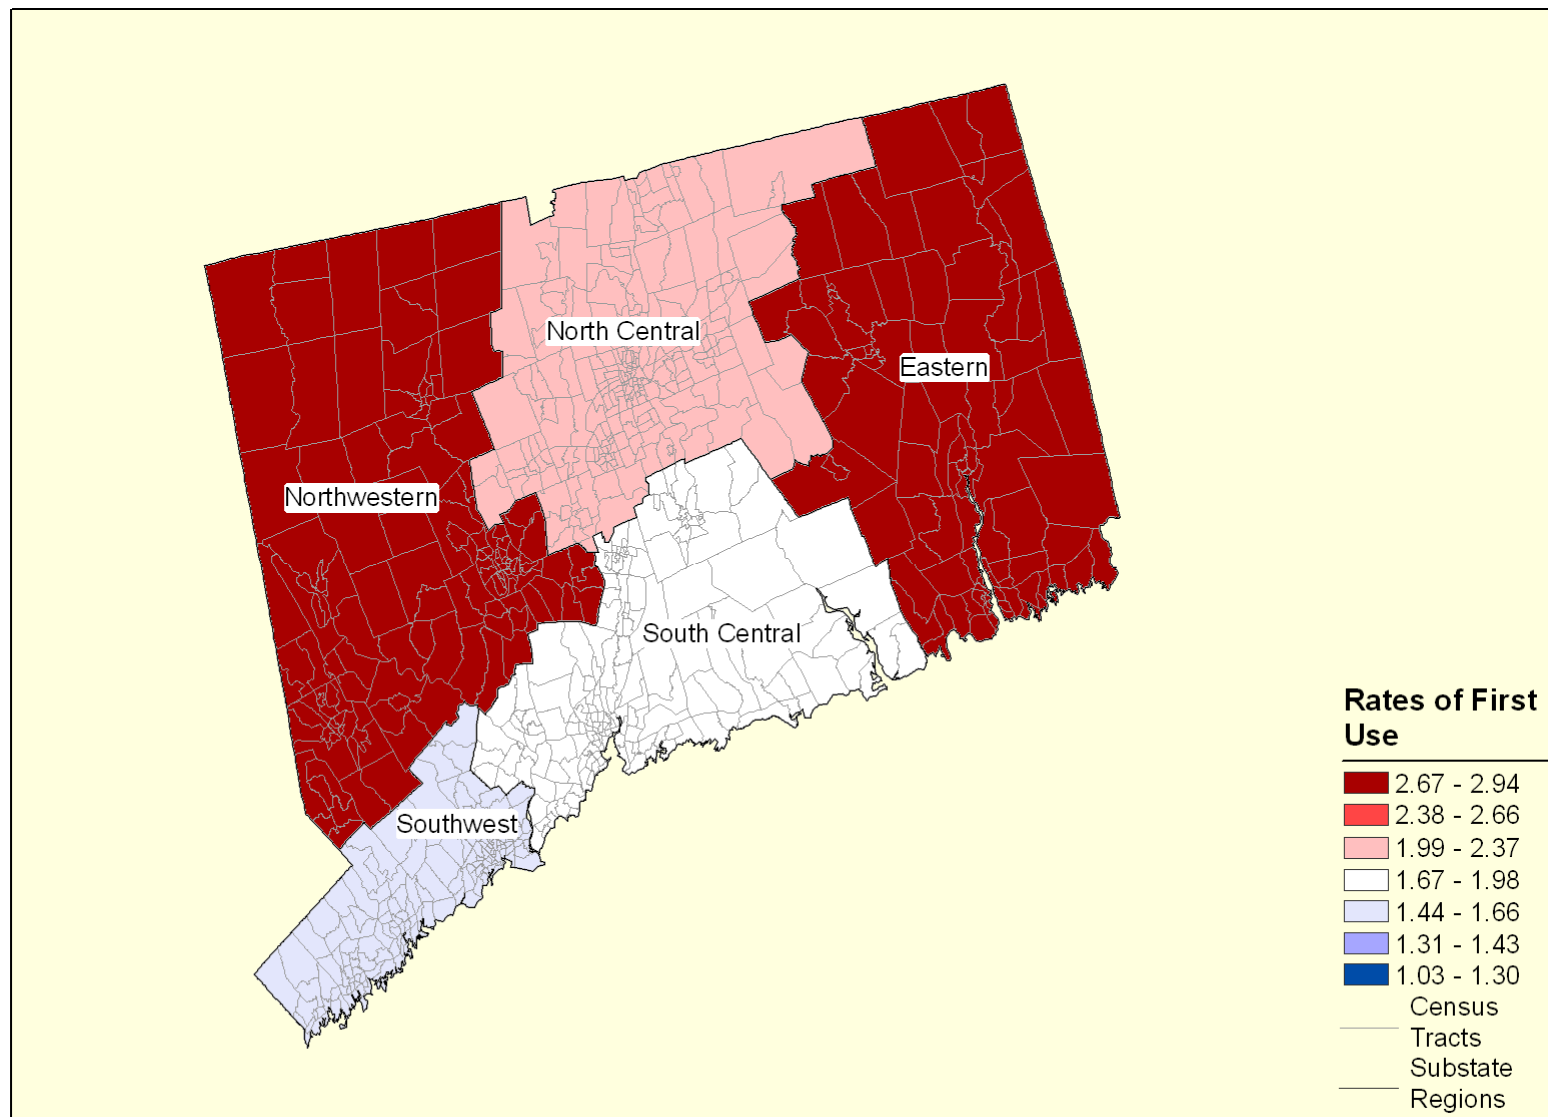 North Central
Eastern
Northwestern
South Central
Southwest
Rates of First
Use
2.67 - 2.94
2.38 - 2.66
1.99 - 2.37
1.67 - 1.98
1.44 - 1.66
1.31 - 1.43
1.03 - 1.30
Census
Tracts
Substate
Regions